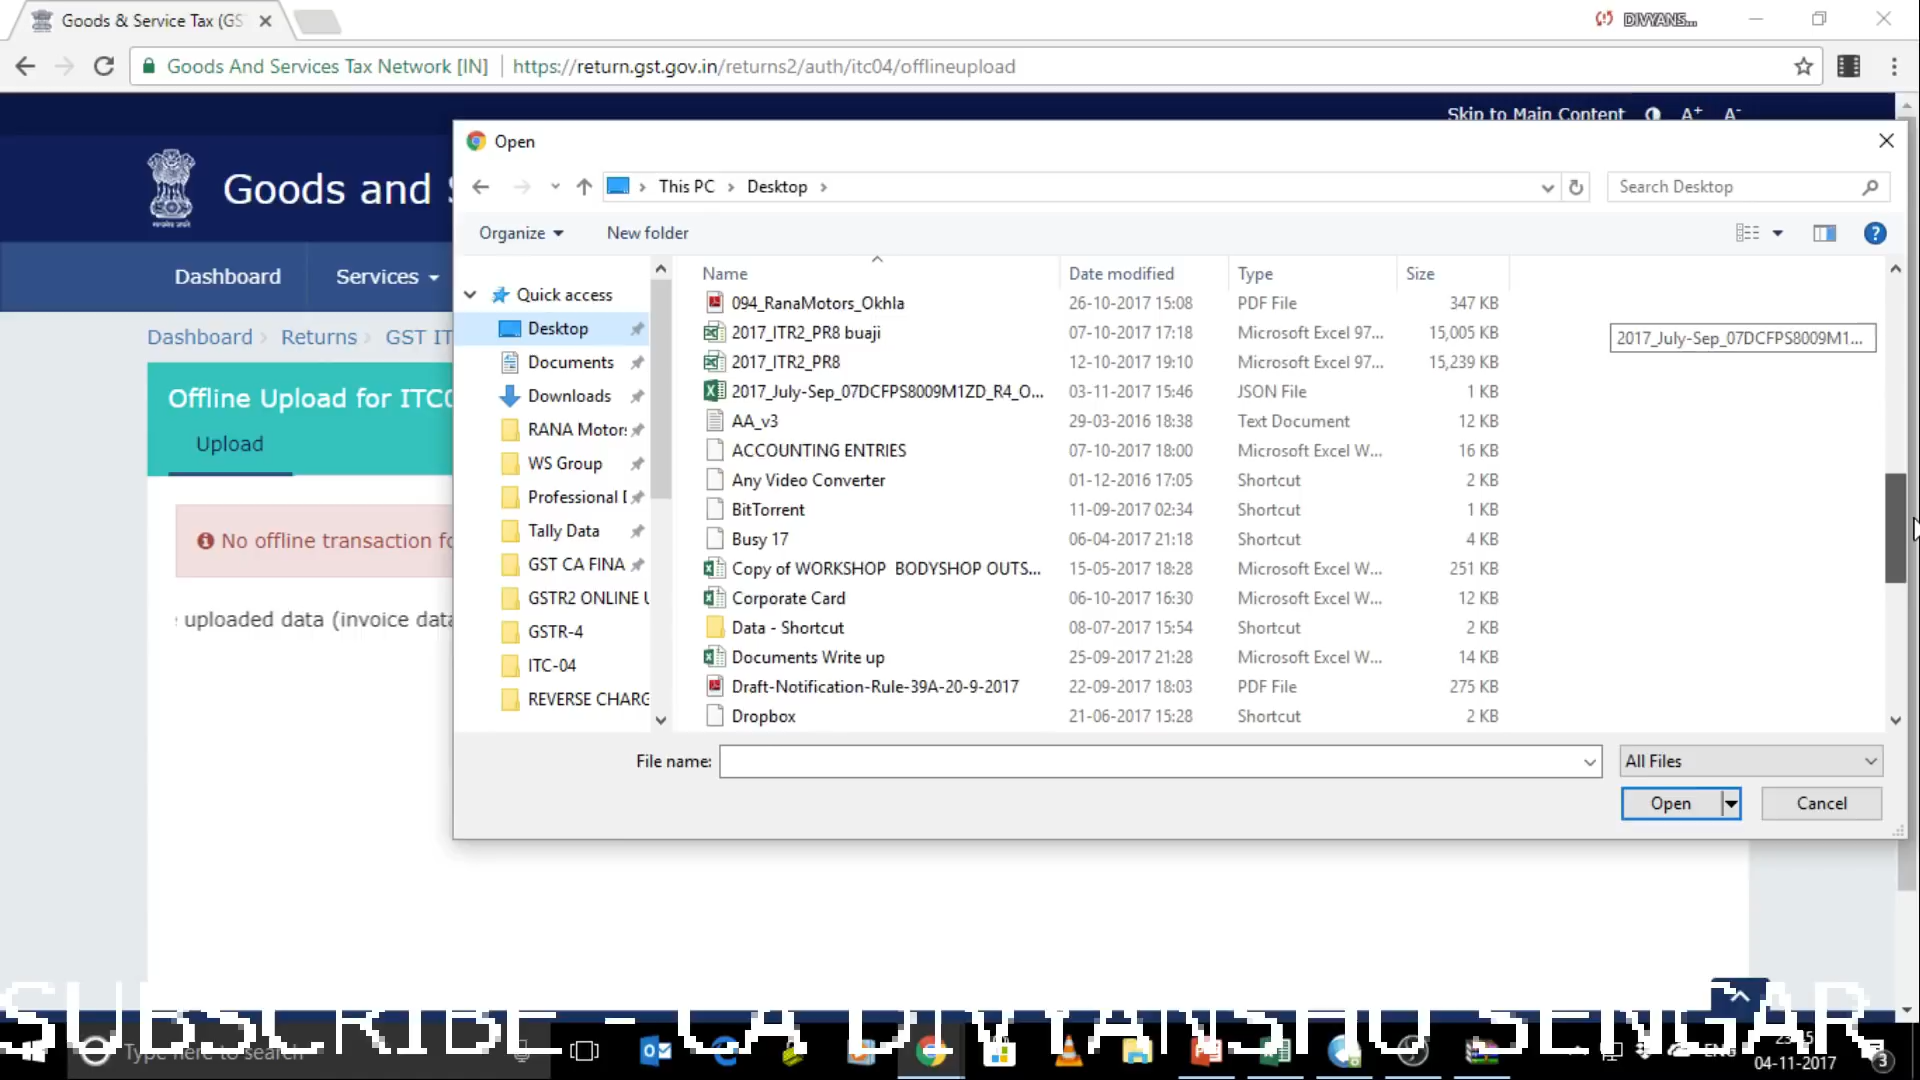 Goods & Service Tax (GS
DIVYANS...
Goods And Services Tax Network [IN]
https://return.gst.gov.in/returns2/auth/itc04/offlineupload
Skip to Main Content A+ A-
Goods and
Dashboard Services
Dashboard Returns GST IT
Offline Upload for ITC0
Upload
No offline transaction fo
uploaded data (invoice data
Open
This PC Desktop
Search Desktop
Organize New folder
Quick access
Desktop
Documents
Downloads
RANA Motor:
WS Group
Professional
Tally Data
GST CA FINA
GSTR2 ONLINE
GSTR-4
ITC-04
REVERSE CHARG
Name Date modified Type Size
094_RanaMotors_Okhla 26-10-2017 15:08 PDF File 347 KB
2017_ITR2_PR8 buaji 07-10-2017 17:18 Microsoft Excel 97... 15,005 KB
2017_ITR2_PR8 12-10-2017 19:10 Microsoft Excel 97... 15,239 KB
2017_July-Sep_07DCFPS8009M1ZD_R4_O... 03-11-2017 15:46 JSON File 1 KB
AA_v3 29-03-2016 18:38 Text Document 12 KB
ACCOUNTING ENTRIES 07-10-2017 18:00 Microsoft Excel W... 16 KB
Any Video Converter 01-12-2016 17:05 Shortcut 2 KB
BitTorrent 11-09-2017 02:34 Shortcut 1 KB
Busy 17 06-04-2017 21:18 Shortcut 4 KB
Copy of WORKSHOP BODYSHOP OUTS... 15-05-2017 18:28 Microsoft Excel W... 251 KB
Corporate Card 06-10-2017 16:30 Microsoft Excel W... 12 KB
Data - Shortcut 08-07-2017 15:54 Shortcut 2 KB
Documents Write up 25-09-2017 21:28 Microsoft Excel W... 14 KB
Draft-Notification-Rule-39A-20-9-2017 22-09-2017 18:03 PDF File 275 KB
Dropbox 21-06-2017 15:28 Shortcut 2 KB
2017_July-Sep_07DCFPS8009M1...
File name:
All Files
Open Cancel
SUBSCRIBE - CA DIVYANSHU SENGAR
Type here to search
ENG
04-11-2017
3